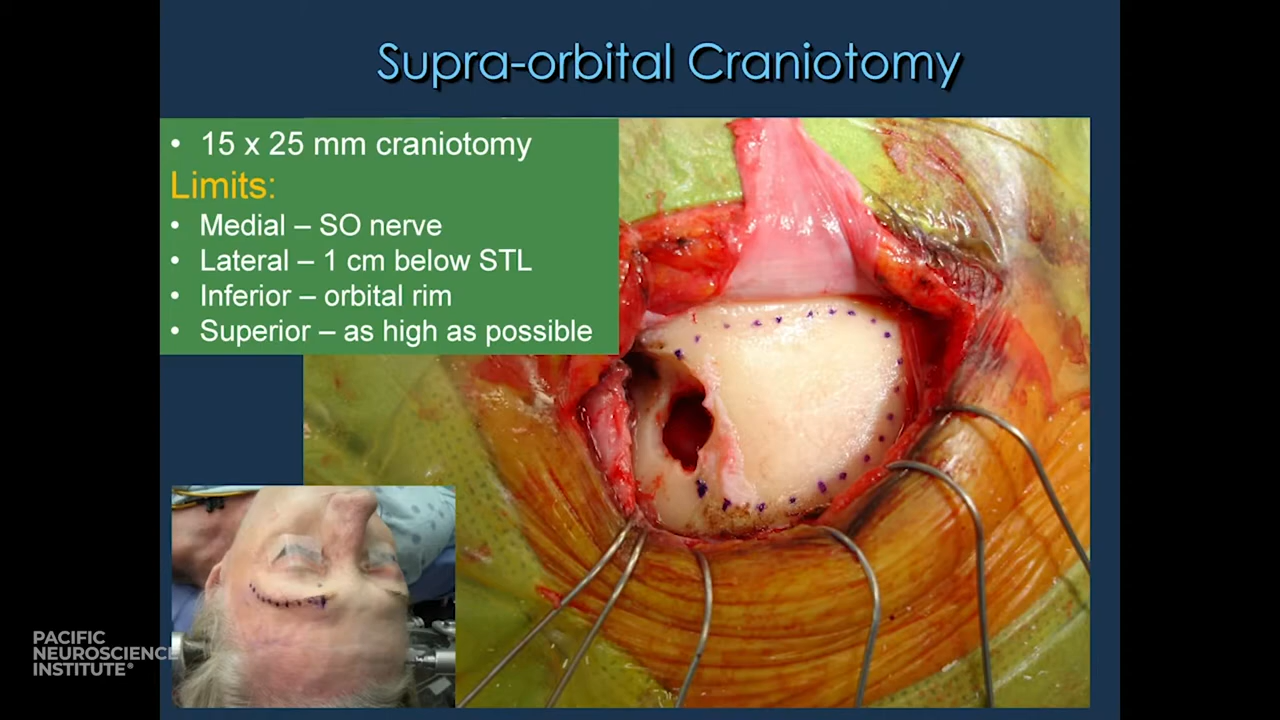 Supra-orbital Craniotomy
• 15 x 25 mm craniotomy
Limits:
• Medial – SO nerve
• Lateral – 1 cm below STL
• Inferior – orbital rim
• Superior – as high as possible
PACIFIC
NEUROSCIENCE
INSTITUTE®